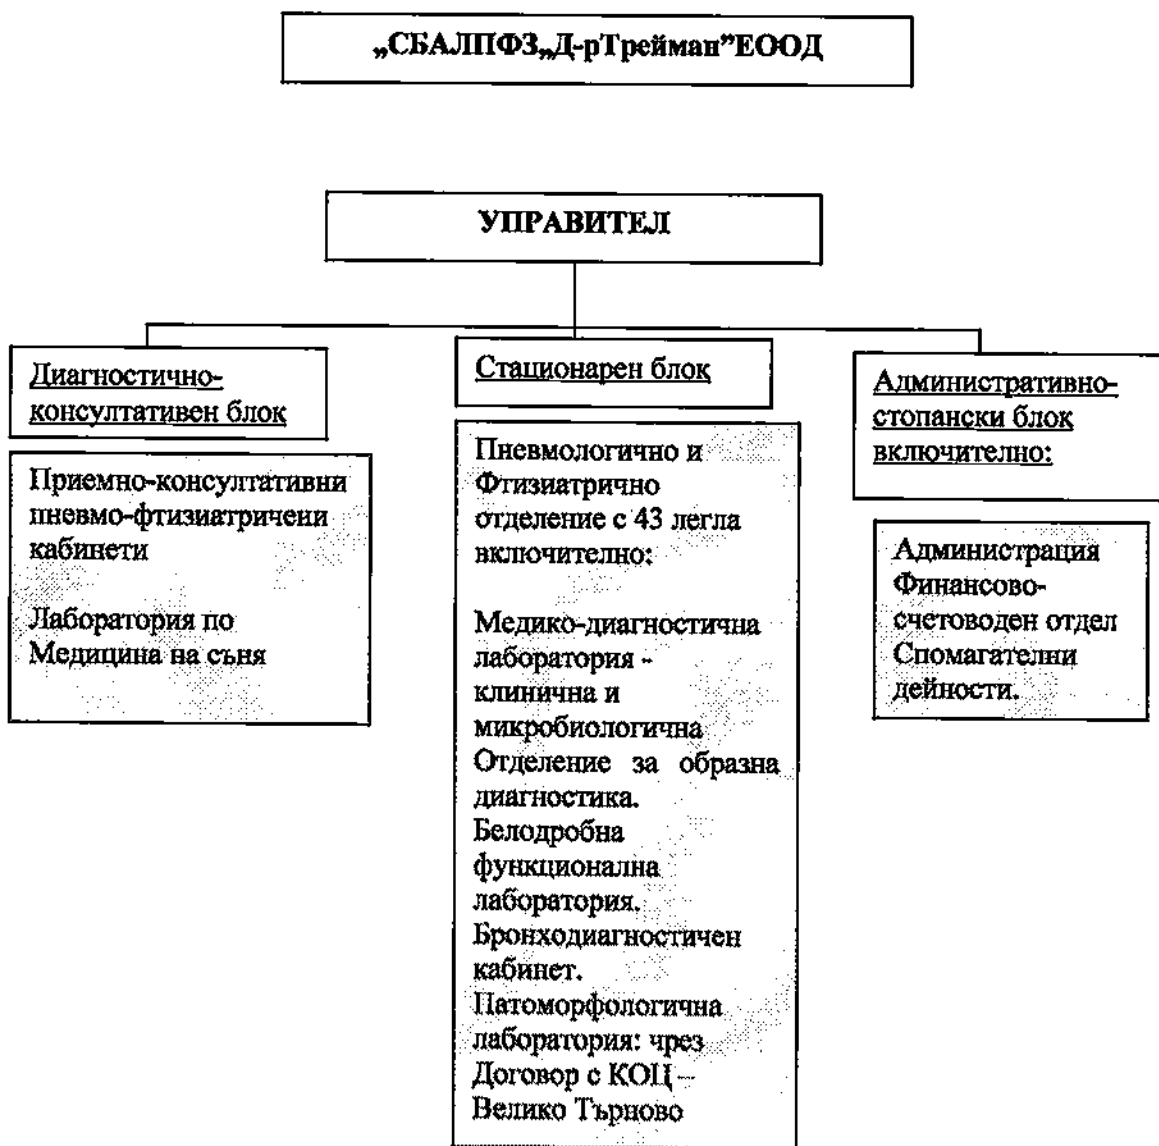 „СБАЛПФЗ„Д-рТрейман”ЕООД
УПРАВИТЕЛ
Диагностично-
консултативен блок
Приемно-консултативни
пневмо-фтизиатричени
кабинети
Лаборатория по
Медицина на съня
Стационарен блок
Пневмологично и
Фтизиатрично
отделение с 43 легла
включително:
Медико-диагностична
лаборатория -
клинична и
микробиологична
Отделение за образна
диагностика.
Белодробна
функционална
лаборатория.
Бронходиагностичен
кабинет.
Патоморфологична
лаборатория: чрез
Договор с КОЦ –
Велико Търново
Административно-
стопански блок
включително:
Администрация
Финансово-
счетоводен отдел
Спомагателни
дейности.